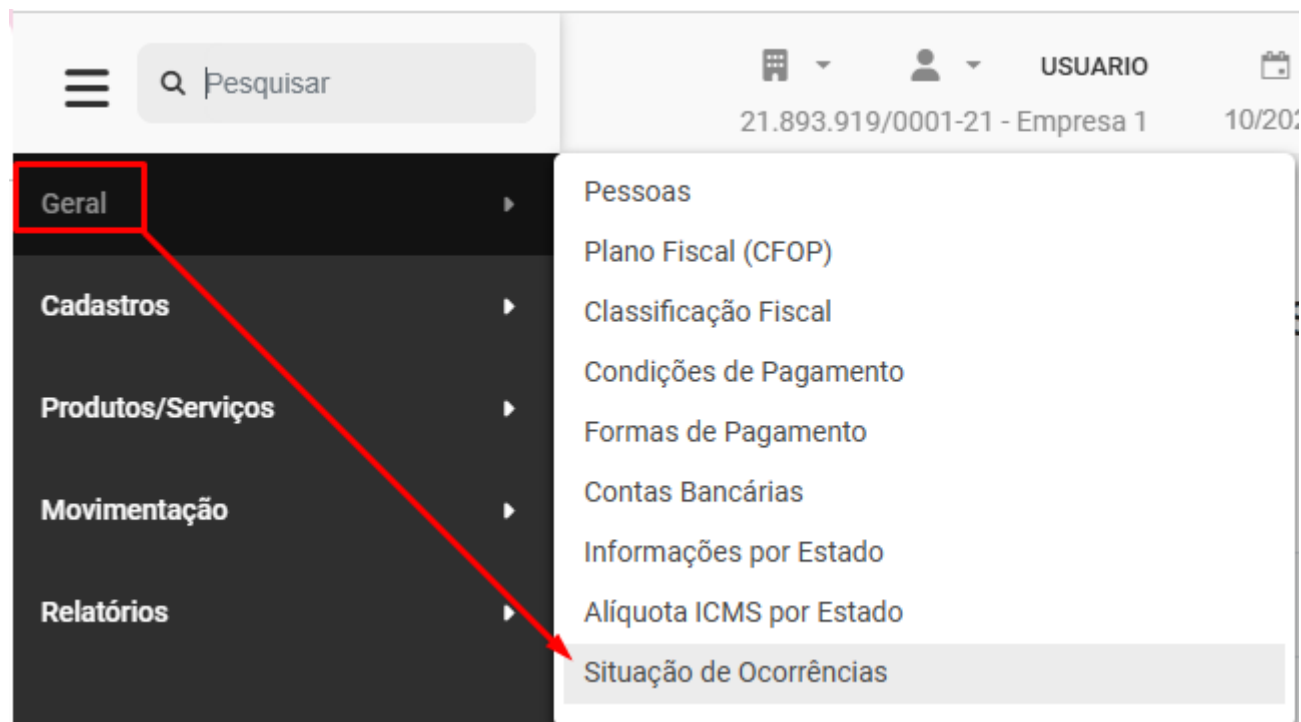 Pesquisar
USUARIO
21.893.919/0001-21 - Empresa 1
10/202
Geral
Cadastros
Produtos/Serviços
Movimentação
Relatórios
Pessoas
Plano Fiscal (CFOP)
Classificação Fiscal
Condições de Pagamento
Formas de Pagamento
Contas Bancárias
Informações por Estado
Alíquota ICMS por Estado
Situação de Ocorrências